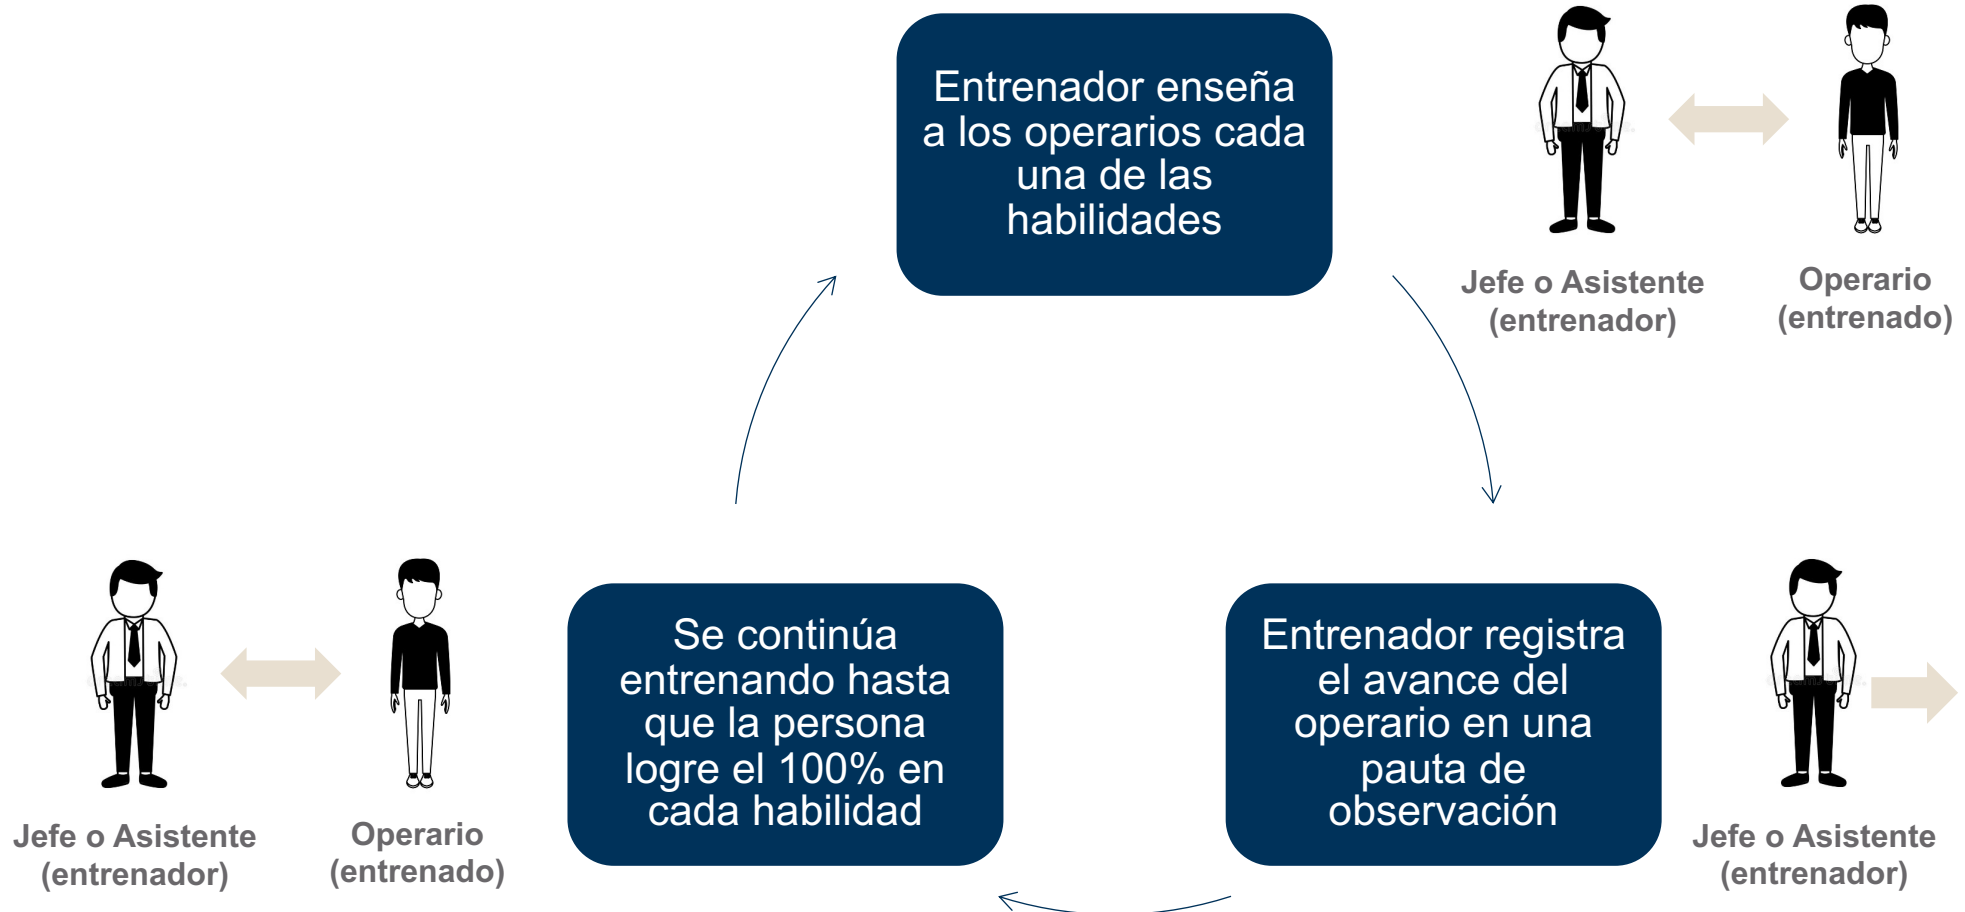 Entrenador enseña
a los operarios cada
una de las
habilidades
Jefe o Asistente
(entrenador)
Operario
(entrenado)
Se continúa
entrenando hasta
que la persona
logre el 100% en
cada habilidad
Entrenador registra
el avance del
operario en una
pauta de
observación
Jefe o Asistente
(entrenador)
Operario
(entrenado)
Jefe o Asistente
(entrenador)